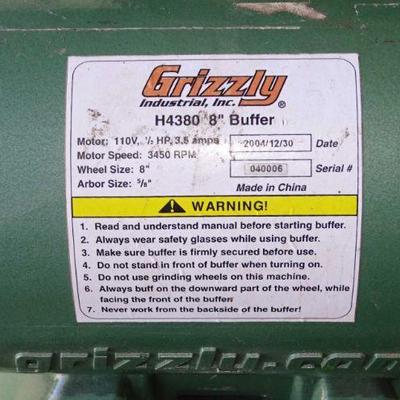 Grizzly ®
Industrial, Inc.
H4380 8" Buffer
Motor: 110V, ½ HP, 3.5 amps 2004/12/30 Date
Motor Speed: 3450 RPM
Wheel Size: 8" 040006 Serial #
Arbor Size: ⅝" Made in China
WARNING!
1. Read and understand manual before starting buffer.
2. Always wear safety glasses while using buffer.
3. Make sure buffer is firmly secured before use.
4. Do not stand in front of buffer when turning on.
5. Do not use grinding wheels on this machine.
6. Always buff on the downward part of the wheel, while
facing the front of the buffer.
7. Never work from the backside of the buffer!
grizzly.com